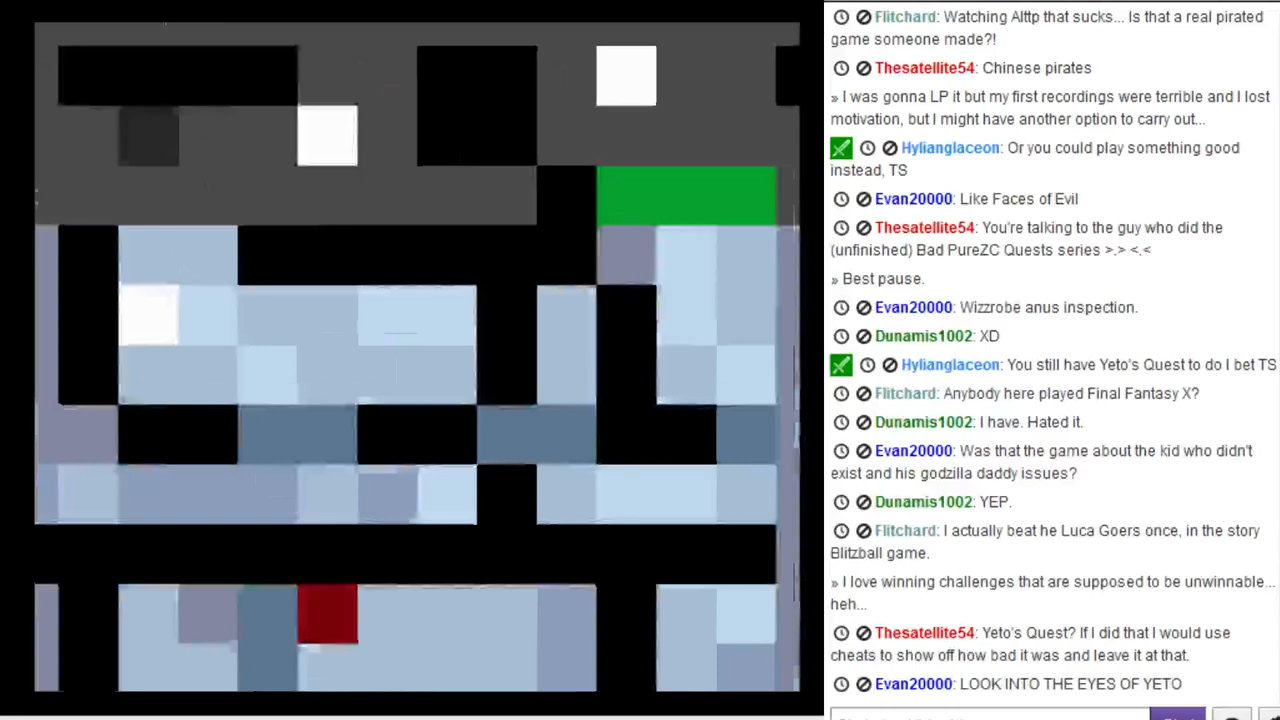 Flitchard: Watching Alttp that sucks... Is that a real pirated
game someone made?!
Thesatellite54: Chinese pirates
» I was gonna LP it but my first recordings were terrible and I lost
motivation, but I might have another option to carry out...
Hylianglaceon: Or you could play something good
instead, TS
Evan20000: Like Faces of Evil
Thesatellite54: You're talking to the guy who did the
(unfinished) Bad PureZC Quests series >.> <.<
» Best pause.
Evan20000: Wizzrobe anus inspection.
Dunamis1002: XD
Hylianglaceon: You still have Yeto's Quest to do I bet TS
Flitchard: Anybody here played Final Fantasy X?
Dunamis1002: I have. Hated it.
Evan20000: Was that the game about the kid who didn't
exist and his godzilla daddy issues?
Dunamis1002: YEP.
Flitchard: I actually beat he Luca Goers once, in the story
Blitzball game.
» I love winning challenges that are supposed to be unwinnable...
heh...
Thesatellite54: Yeto's Quest? If I did that I would use
cheats to show off how bad it was and leave it at that.
Evan20000: LOOK INTO THE EYES OF YETO